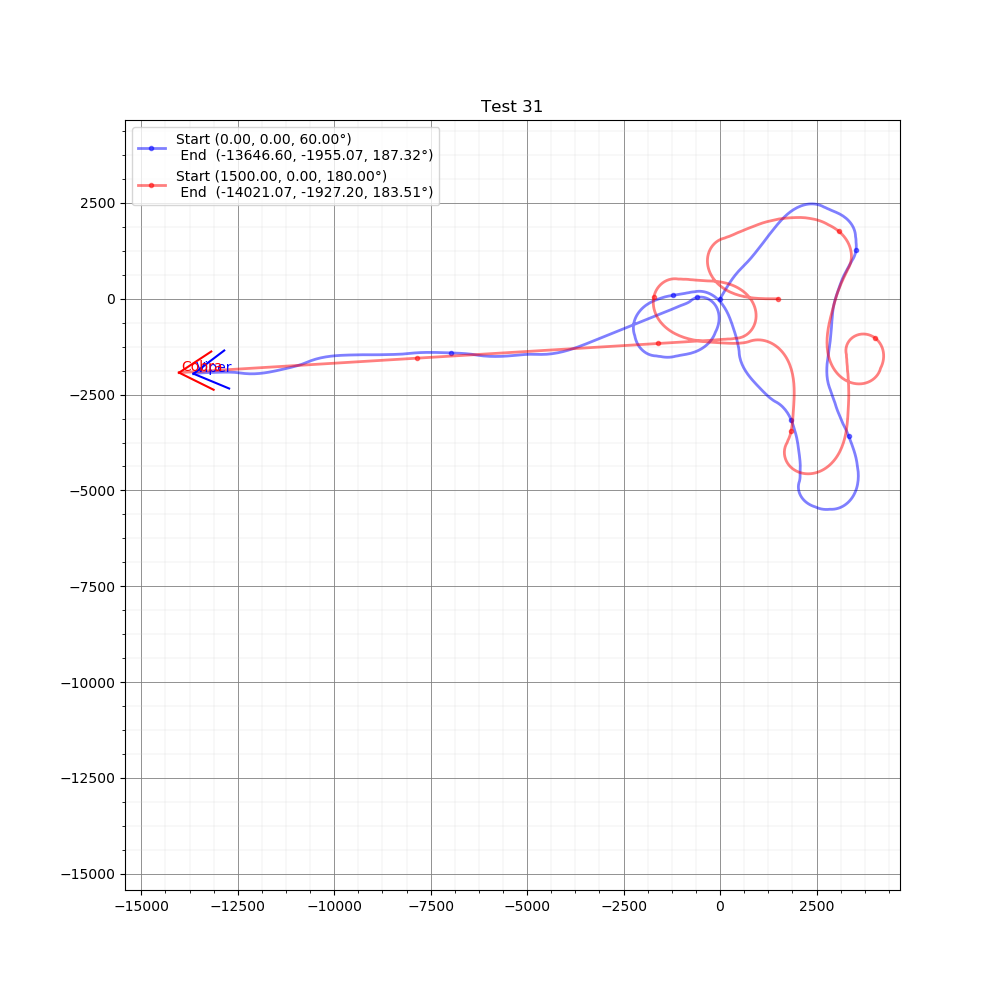 Test 31
Start (0.00, 0.00, 60.00°)
End  (-13646.60, -1955.07, 187.32°)
Start (1500.00, 0.00, 180.00°)
End  (-14021.07, -1927.20, 183.51°)
2500
0
−2500
−5000
−7500
−10000
−12500
−15000
−15000 −12500 −10000 −7500 −5000 −2500 0 2500